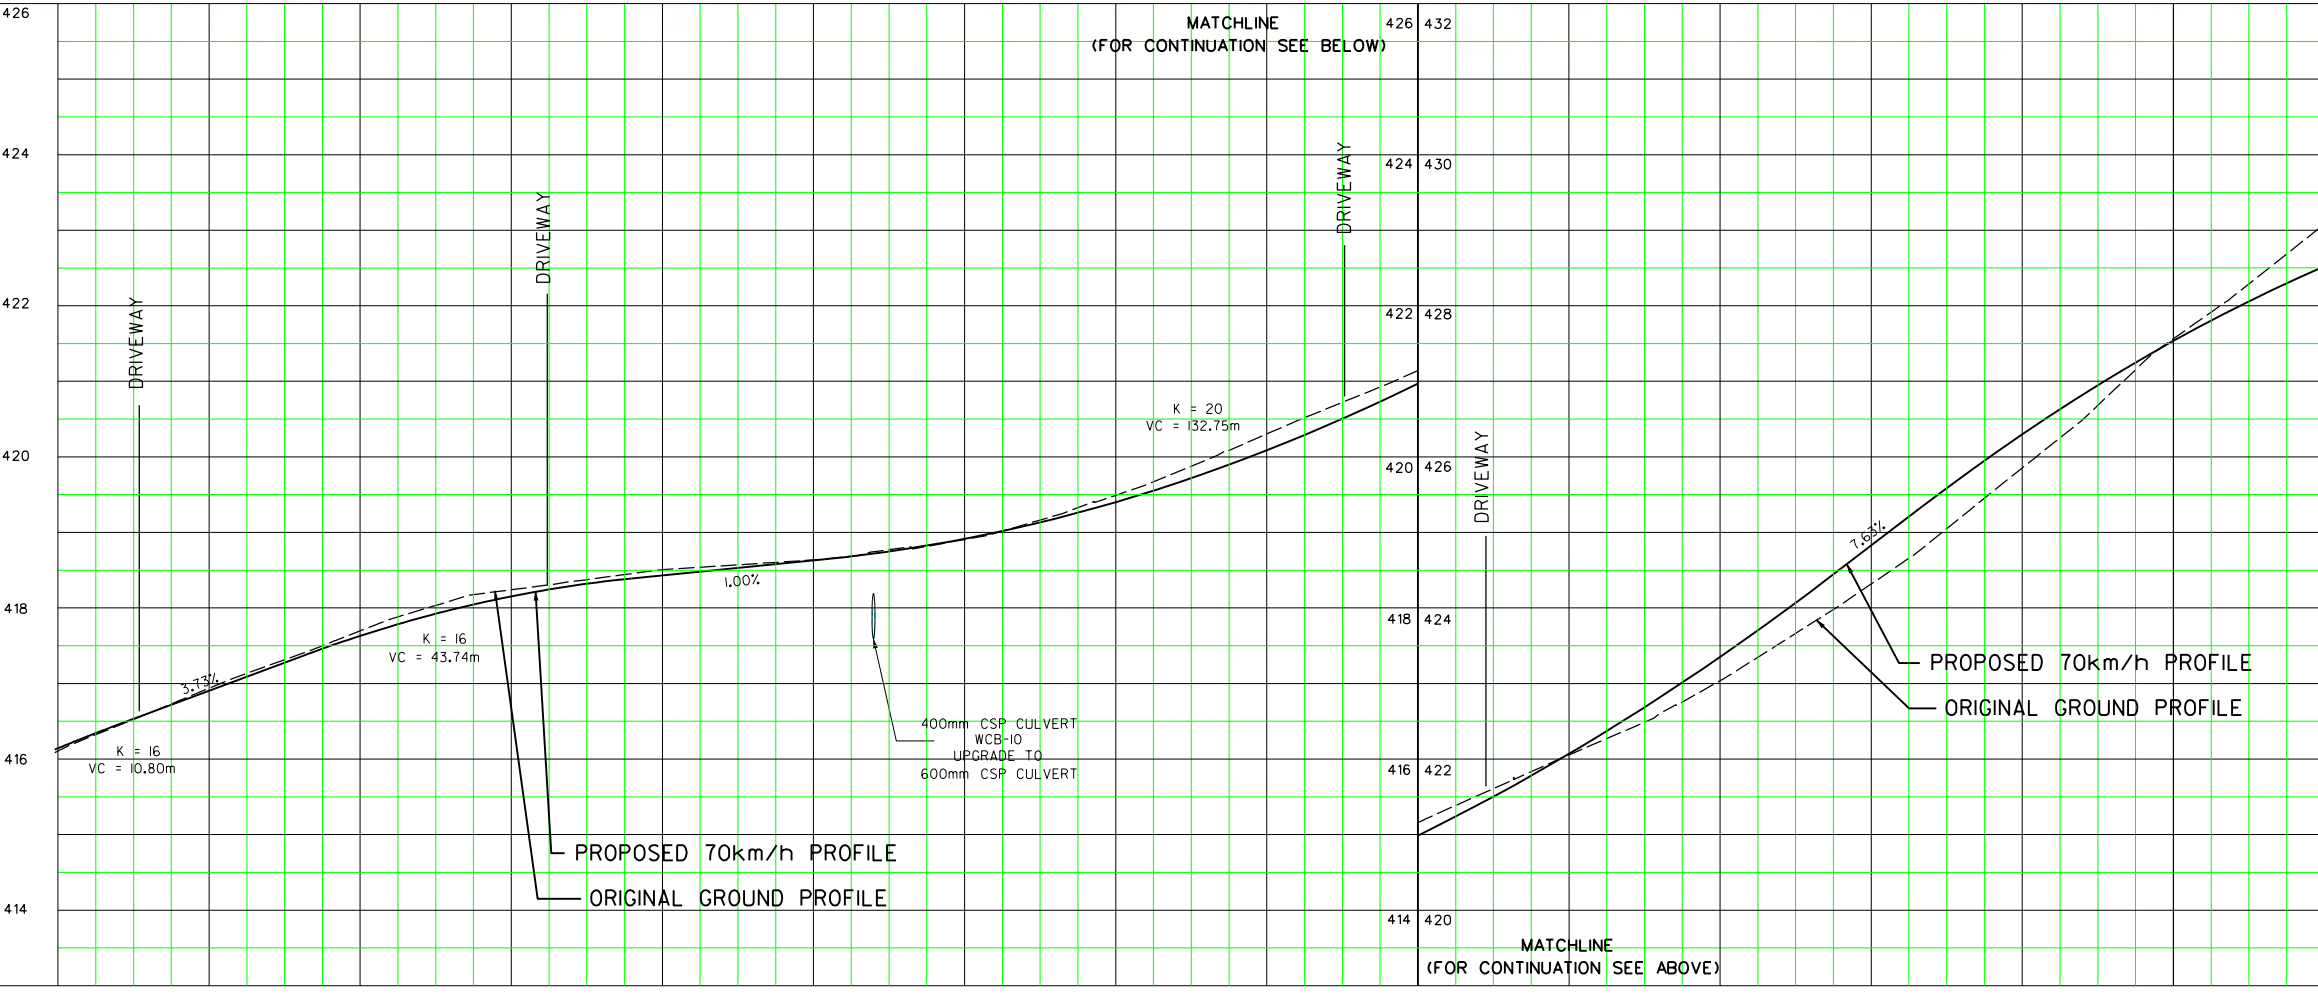 426
424
422
420
418
416
414
DRIVEWAY
DRIVEWAY
DRIVEWAY
MATCHLINE
(FOR CONTINUATION SEE BELOW)
3.73%
K = 16
VC = 10.80m
K = 16
VC = 43.74m
1.00%
K = 20
VC = 132.75m
400mm CSP CULVERT
WCB-10
UPGRADE TO
600mm CSP CULVERT
PROPOSED 70km/h PROFILE
ORIGINAL GROUND PROFILE
426 432
424 430
422 428
420 426
418 424
416 422
414 420
DRIVEWAY
7.63%
PROPOSED 70km/h PROFILE
ORIGINAL GROUND PROFILE
MATCHLINE
(FOR CONTINUATION SEE ABOVE)